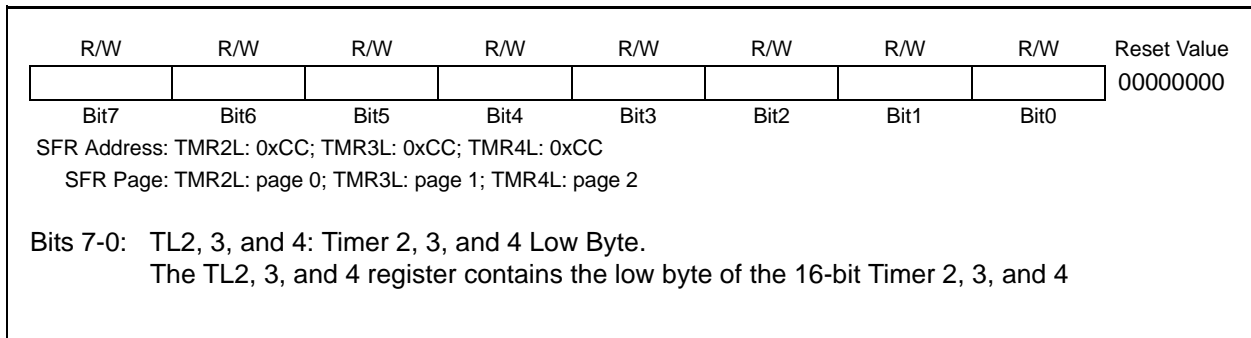 R/W R/W R/W R/W R/W R/W R/W R/W Reset Value
00000000
Bit7 Bit6 Bit5 Bit4 Bit3 Bit2 Bit1 Bit0
SFR Address: TMR2L: 0xCC; TMR3L: 0xCC; TMR4L: 0xCC
SFR Page: TMR2L: page 0; TMR3L: page 1; TMR4L: page 2
Bits 7-0: TL2, 3, and 4: Timer 2, 3, and 4 Low Byte.
The TL2, 3, and 4 register contains the low byte of the 16-bit Timer 2, 3, and 4